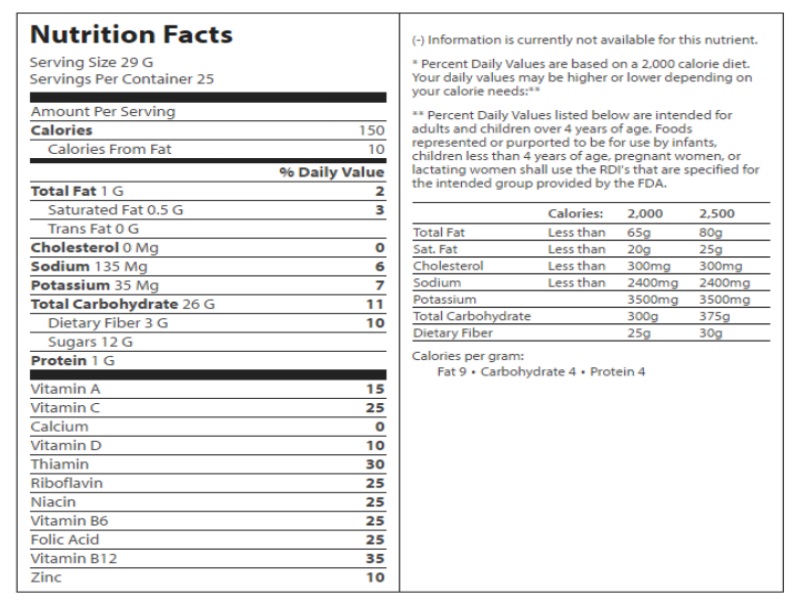 Nutrition Facts
Serving Size 29 G
Servings Per Container 25
Amount Per Serving
Calories 150
Calories From Fat 10
% Daily Value
Total Fat 1 G 2
Saturated Fat 0.5 G 3
Trans Fat 0 G
Cholesterol 0 Mg 0
Sodium 135 Mg 6
Potassium 35 Mg 7
Total Carbohydrate 26 G 11
Dietary Fiber 3 G 10
Sugars 12 G
Protein 1 G
Vitamin A 15
Vitamin C 25
Calcium 0
Vitamin D 10
Thiamin 30
Riboflavin 25
Niacin 25
Vitamin B6 25
Folic Acid 25
Vitamin B12 35
Zinc 10
(-) Information is currently not available for this nutrient.
* Percent Daily Values are based on a 2,000 calorie diet.
Your daily values may be higher or lower depending on
your calorie needs:**
** Percent Daily Values listed below are intended for
adults and children over 4 years of age. Foods
represented or purported to be for use by infants,
children less than 4 years of age, pregnant women, or
lactating women shall use the RDI's that are specified for
the intended group provided by the FDA.
Calories: 2,000 2,500
Total Fat Less than 65g 80g
Sat. Fat Less than 20g 25g
Cholesterol Less than 300mg 300mg
Sodium Less than 2400mg 2400mg
Potassium 3500mg 3500mg
Total Carbohydrate 300g 375g
Dietary Fiber 25g 30g
Calories per gram:
Fat 9 • Carbohydrate 4 • Protein 4